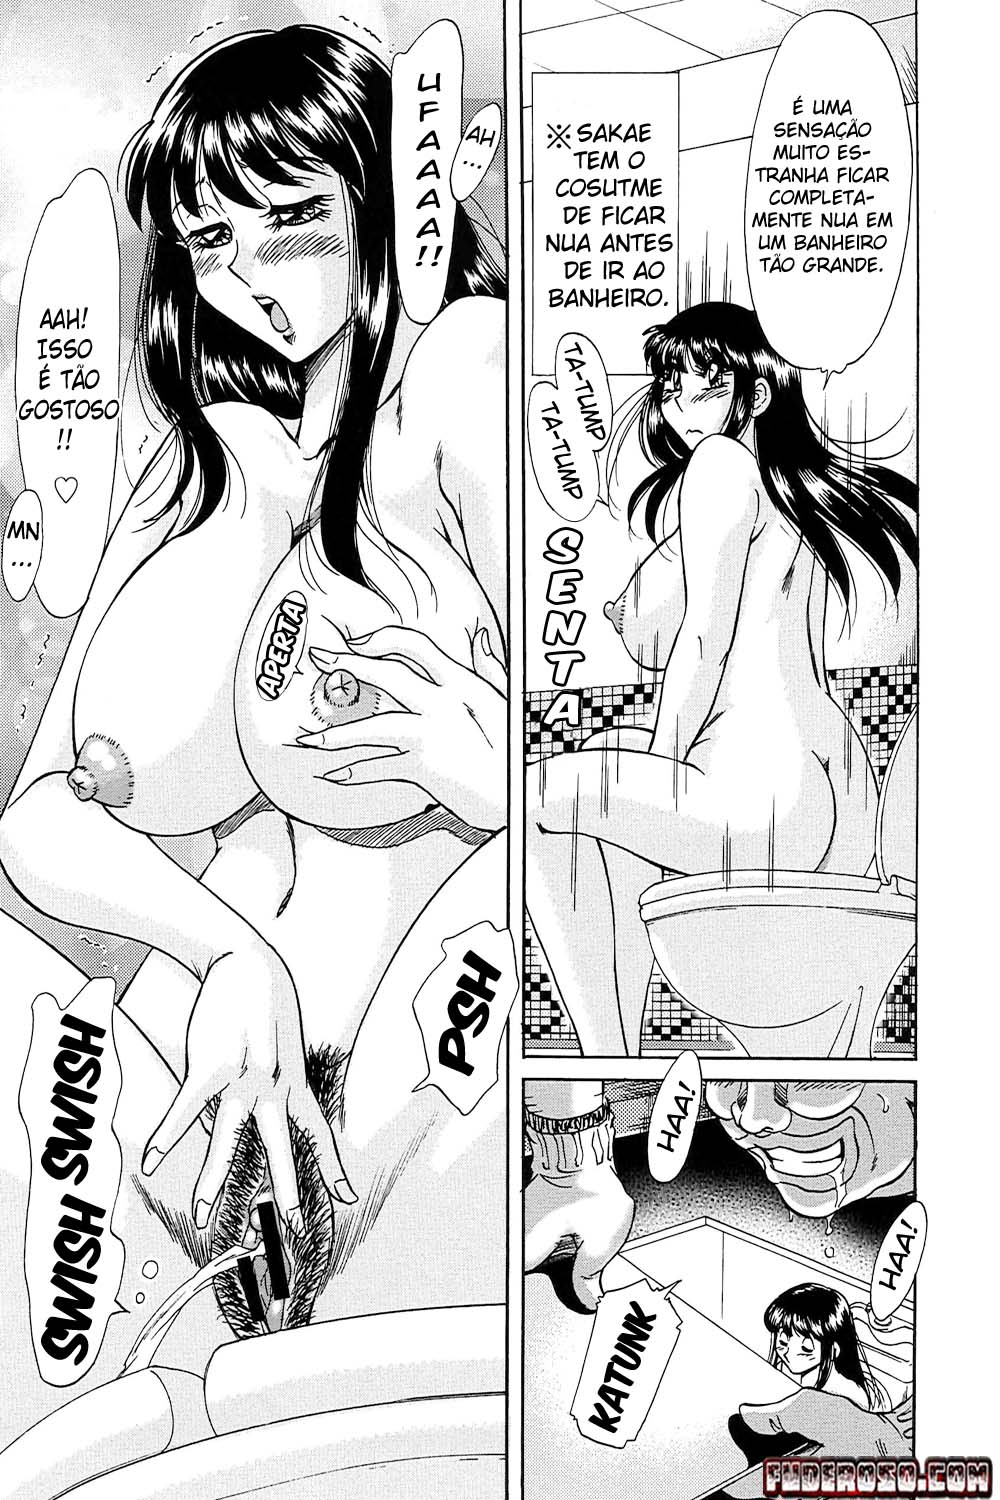 É UMA
SENSAÇÃO
MUITO ES-
TRANHA FICAR
COMPLETA-
MENTE NUA EM
UM BANHEIRO
TÃO GRANDE.
※ SAKAE
TEM O
COSUTME
DE FICAR
NUA ANTES
DE IR AO
BANHEIRO.
TA-TUMP
TA-TUMP
SENTA
HAA!
HAA!
KATUNK
UFAAAA!!
AH
...
AAH!
ISSO
É TÃO
GOSTOSO
!!
♡
MN
...
APERTA
PSH
SWISH SWISH
FUDEROSO.COM